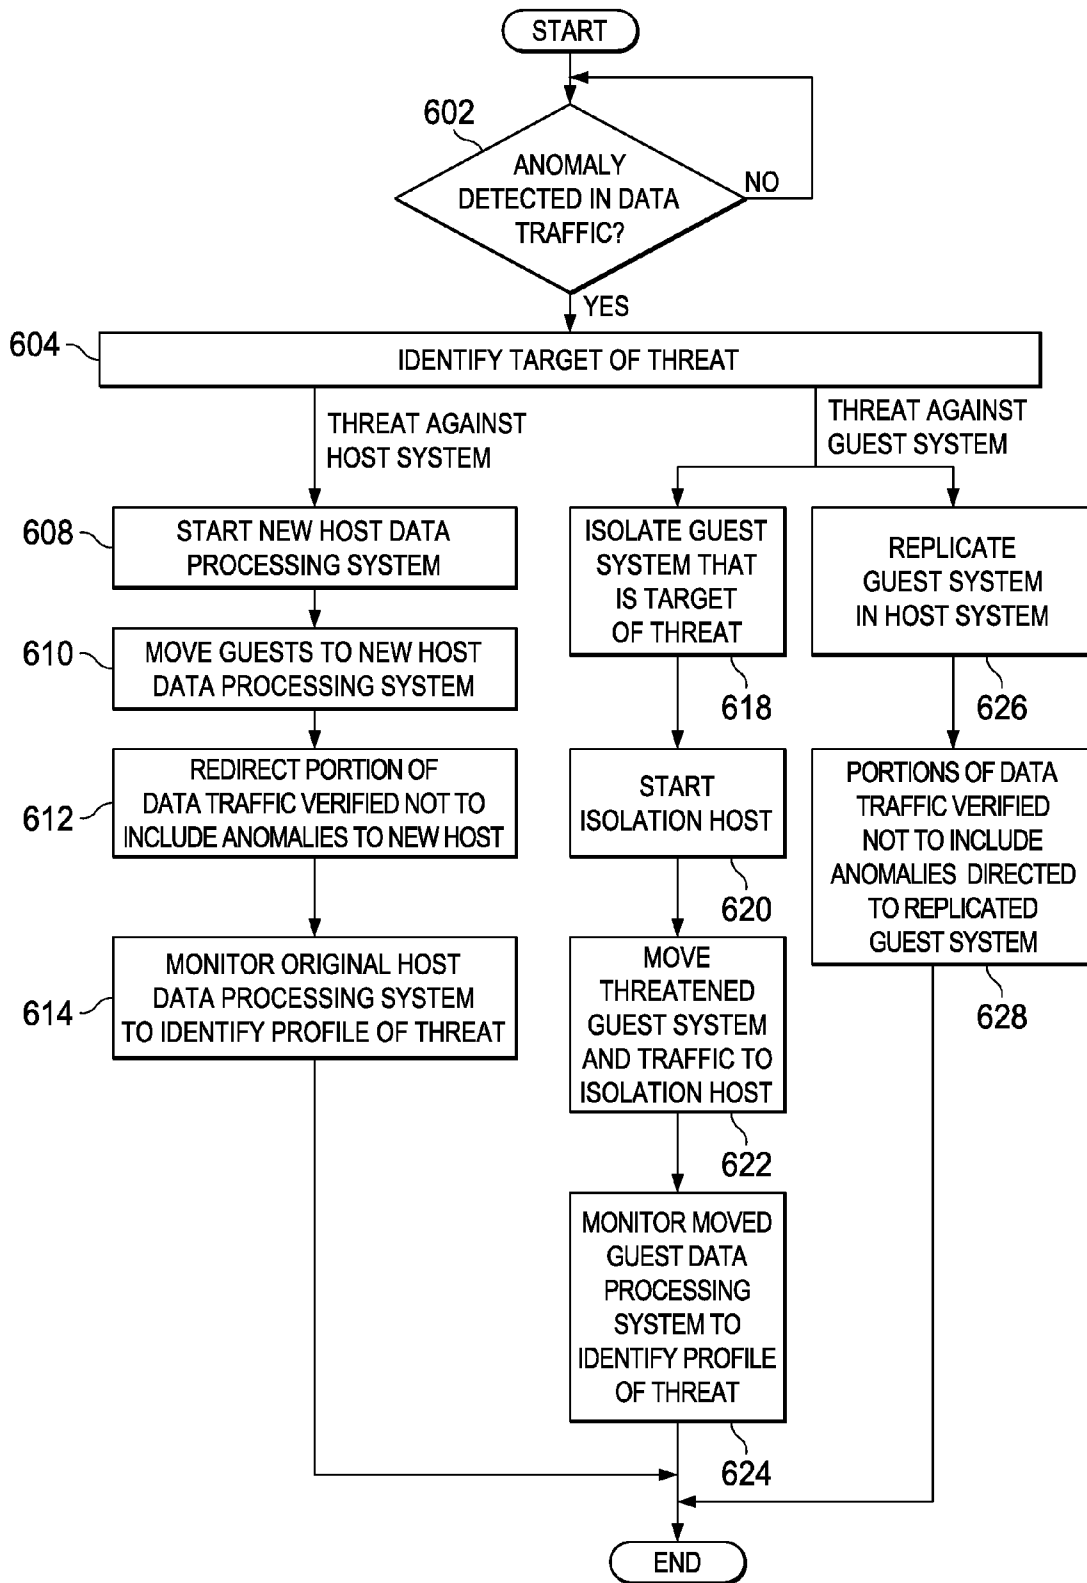 START
602
ANOMALY
DETECTED IN DATA
TRAFFIC?
NO
YES
604
IDENTIFY TARGET OF THREAT
THREAT AGAINST
HOST SYSTEM
THREAT AGAINST
GUEST SYSTEM
608
START NEW HOST DATA
PROCESSING SYSTEM
610
MOVE GUESTS TO NEW HOST
DATA PROCESSING SYSTEM
612
REDIRECT PORTION OF
DATA TRAFFIC VERIFIED NOT TO
INCLUDE ANOMALIES TO NEW HOST
614
MONITOR ORIGINAL HOST
DATA PROCESSING SYSTEM
TO IDENTIFY PROFILE OF THREAT
ISOLATE GUEST
SYSTEM THAT
IS TARGET
OF THREAT
618
START
ISOLATION HOST
620
MOVE
THREATENED
GUEST SYSTEM
AND TRAFFIC TO
ISOLATION HOST
622
MONITOR MOVED
GUEST DATA
PROCESSING
SYSTEM TO
IDENTIFY PROFILE
OF THREAT
624
REPLICATE
GUEST SYSTEM
IN HOST SYSTEM
626
PORTIONS OF DATA
TRAFFIC VERIFIED
NOT TO INCLUDE
ANOMALIES DIRECTED
TO REPLICATED
GUEST SYSTEM
628
END